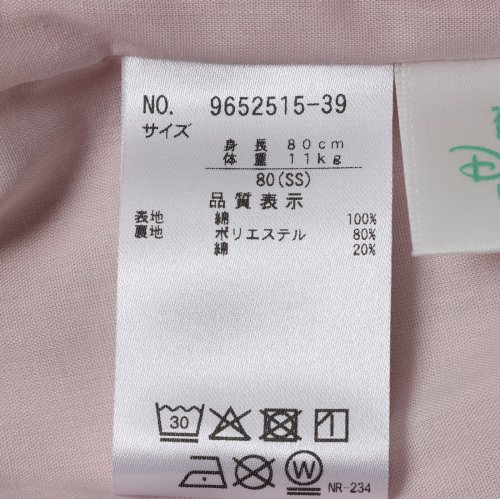 NO. 9652515-39
サイズ
身長 80cm
体重 11kg
80(SS)
品質表示
表地 綿 100%
裏地 ポリエステル 80%
綿 20%
30
W
NR-234